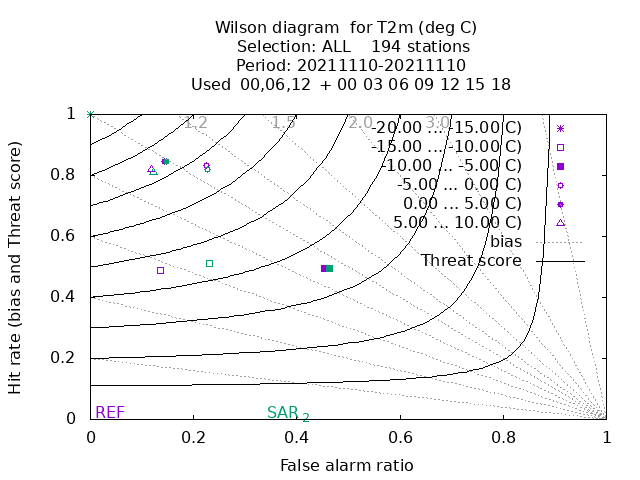 Wilson diagram  for T2m (deg C)
Selection: ALL    194 stations
Period: 20211110-20211110
Used  00,06,12  + 00 03 06 09 12 15 18
1.2 1.5 2.0 3.0
-20.00 ... -15.00 C)
-15.00 ... -10.00 C)
-10.00 ... -5.00 C)
-5.00 ... 0.00 C)
0.00 ... 5.00 C)
5.00 ... 10.00 C)
bias
Threat score
Hit rate (bias and Threat score)
1
0.8
0.6
0.4
0.2
0
REF
SAR 2
0 0.2 0.4 0.6 0.8 1
False alarm ratio